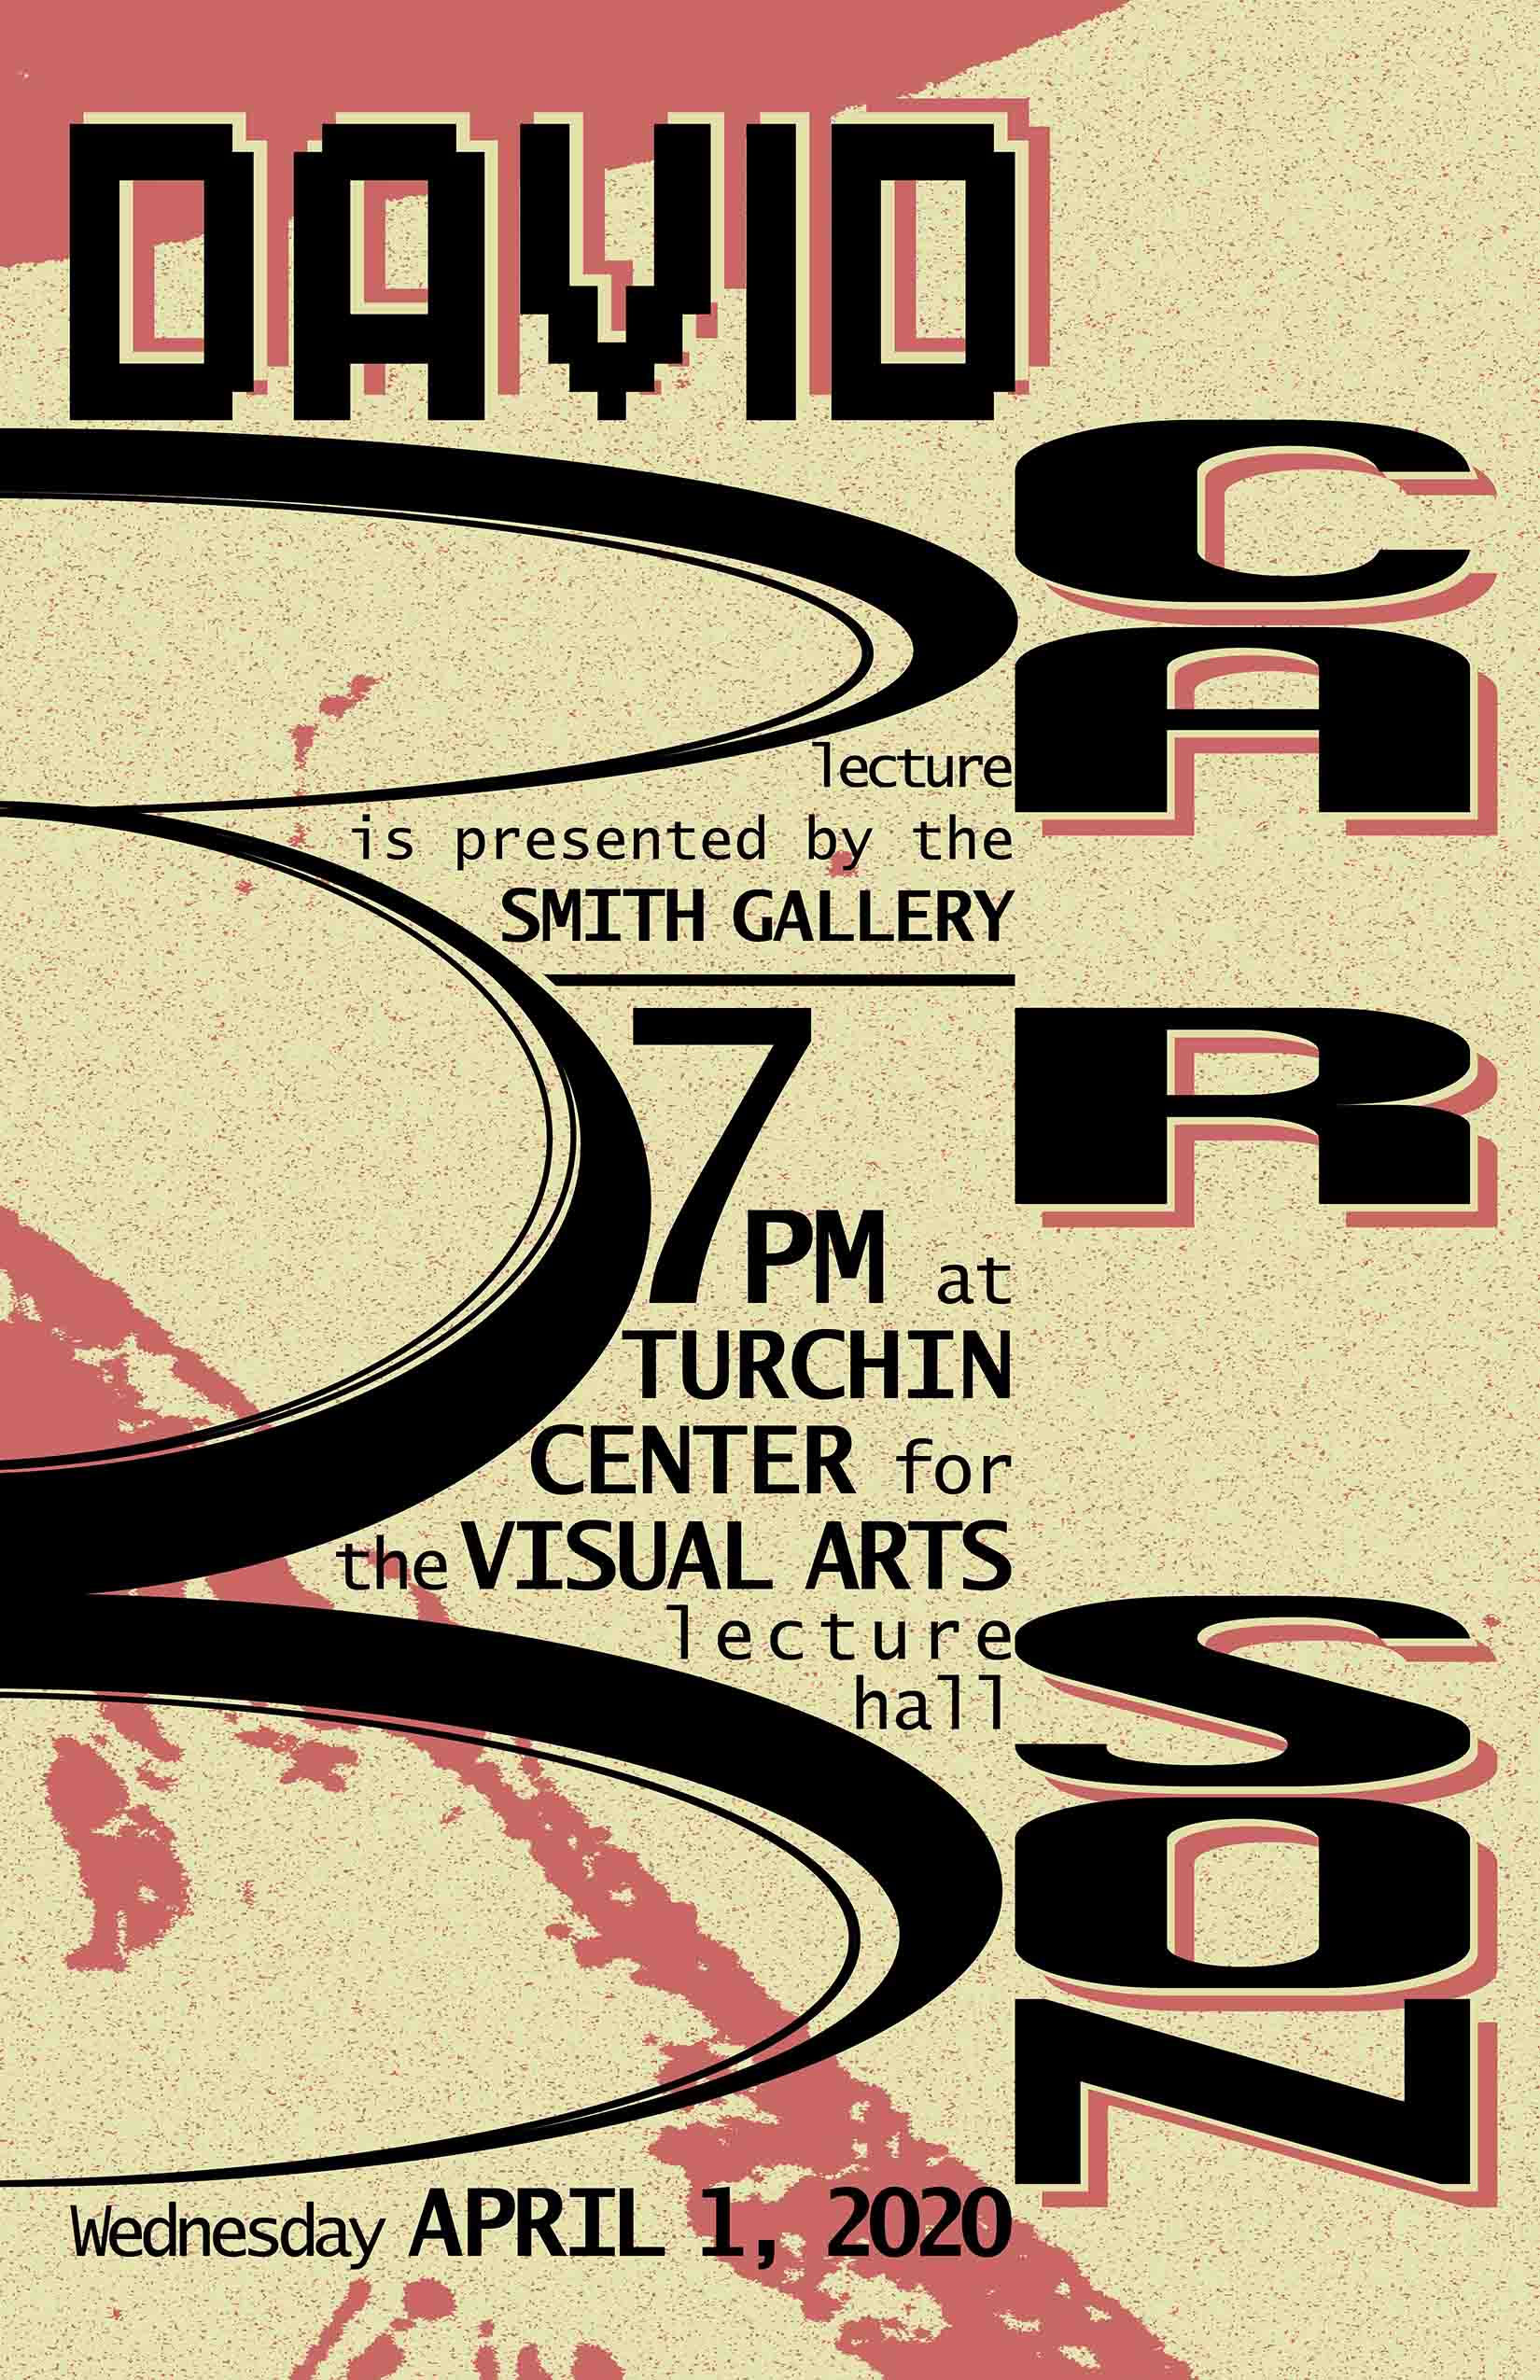 DAVID
CARSON
lecture
is presented by the
SMITH GALLERY
7PM at
TURCHIN
CENTER for
the VISUAL ARTS
lecture
hall
Wednesday APRIL 1, 2020